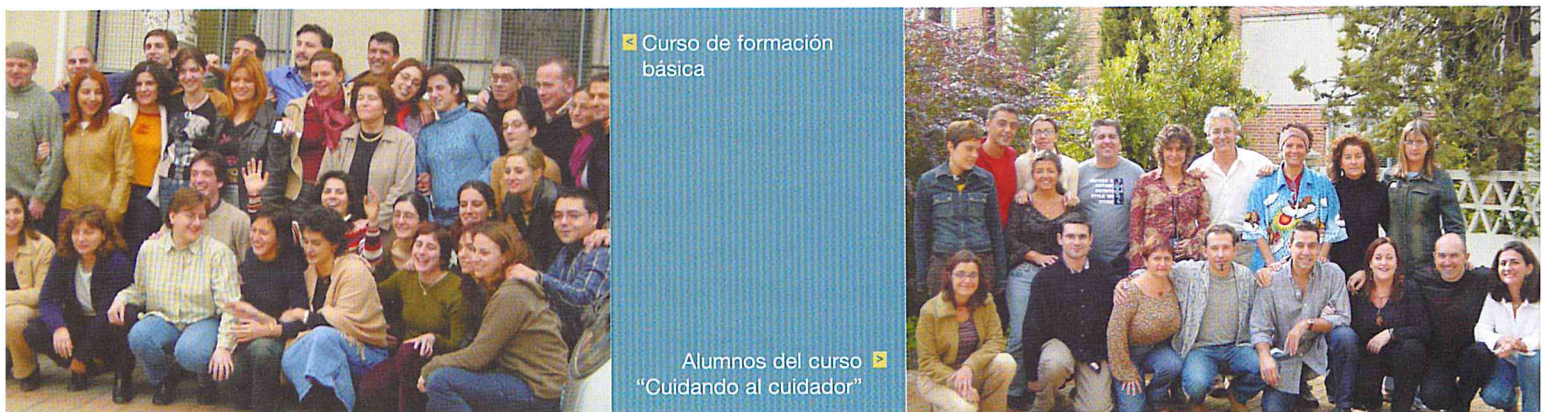 Curso de formación
básica
Alumnos del curso
“Cuidando al cuidador”